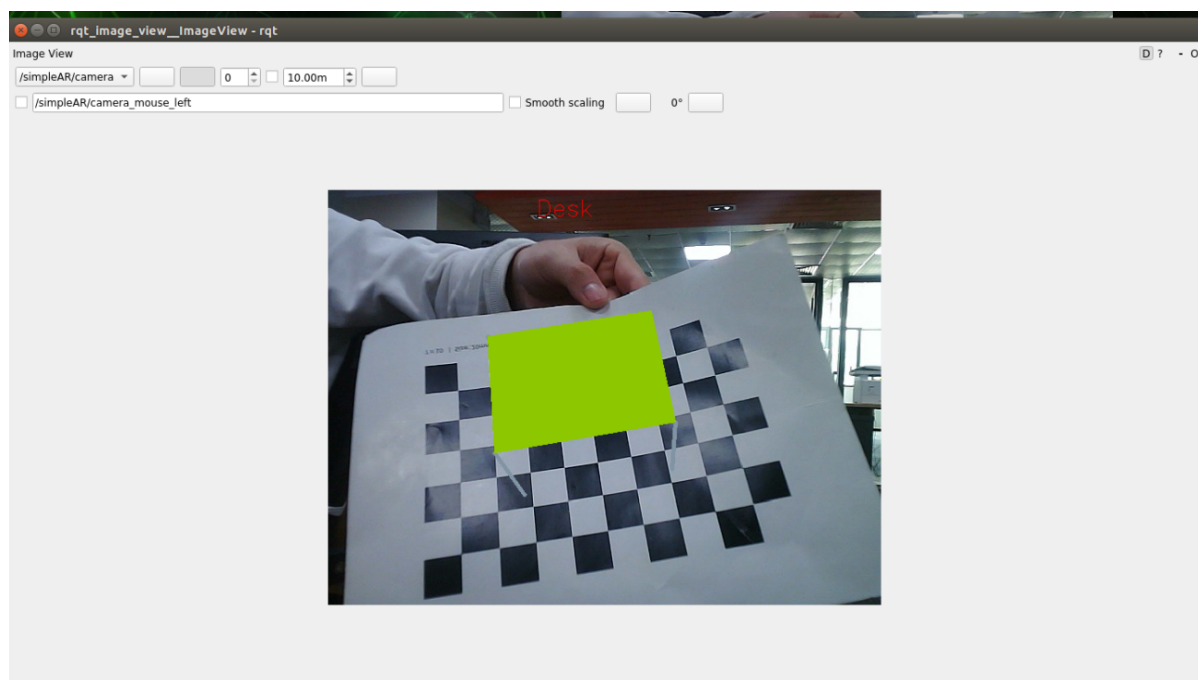 rqt_image_view__ImageView - rqt
Image View
D ? - O
/simpleAR/camera 0 10.00m
/simpleAR/camera_mouse_left Smooth scaling 0°
Desk